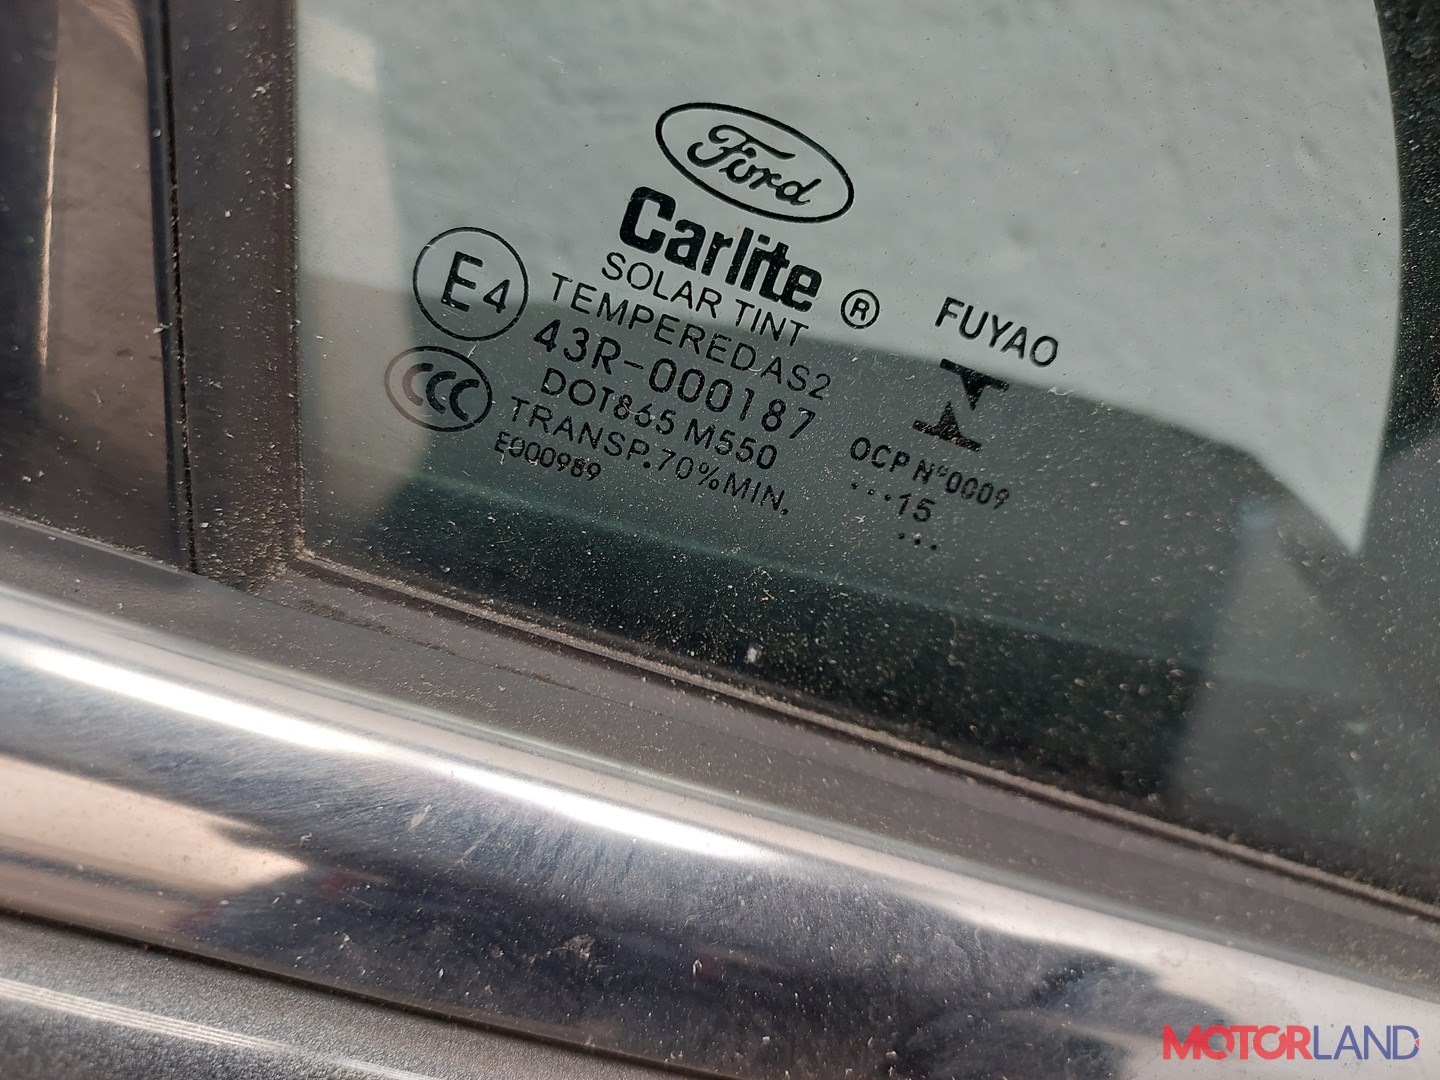 Ford
Carlite ®
SOLAR TINT
TEMPERED AS2
E4
43R-000187
CCC
DOT865 M550
TRANSP.70%MIN.
E000989
FUYAO
OCP N°0009
...15
...
MOTORLAND